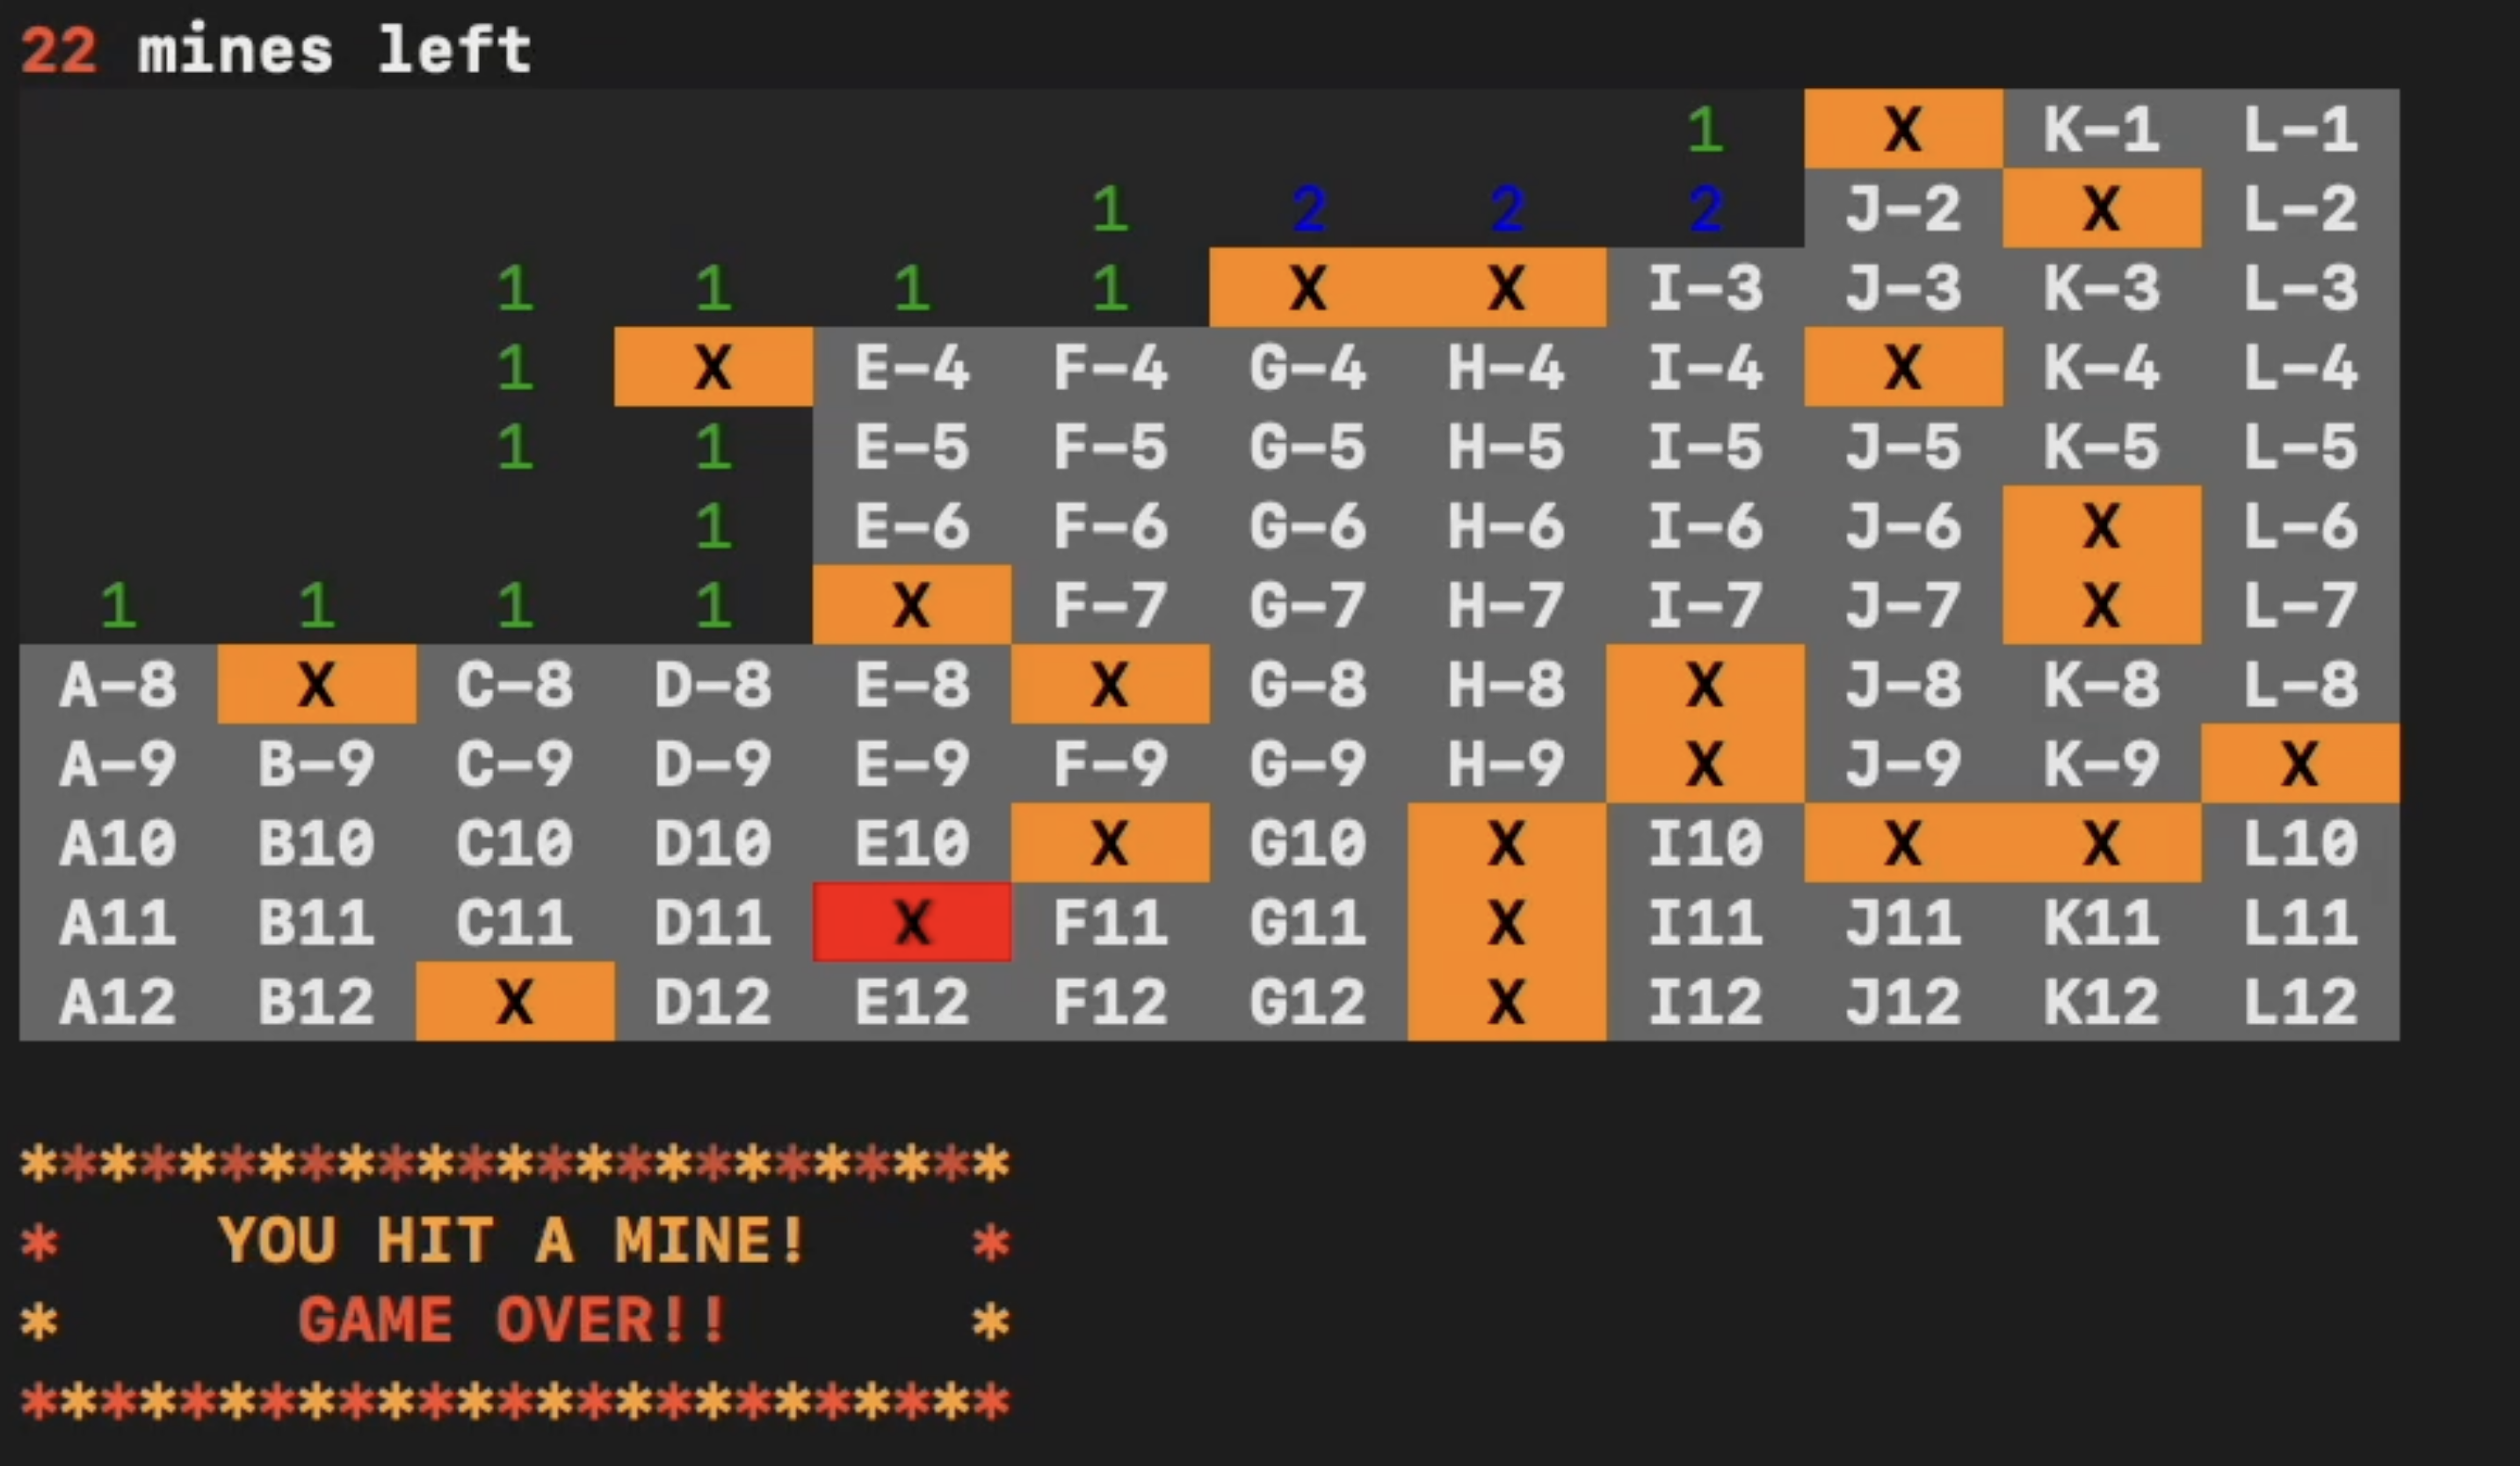 22 mines left
1 X K-1 L-1
1 2 2 2 J-2 X L-2
1 1 1 1 X X I-3 J-3 K-3 L-3
1 X E-4 F-4 G-4 H-4 I-4 X K-4 L-4
1 1 E-5 F-5 G-5 H-5 I-5 J-5 K-5 L-5
1 E-6 F-6 G-6 H-6 I-6 J-6 X L-6
1 1 1 1 X F-7 G-7 H-7 I-7 J-7 X L-7
A-8 X C-8 D-8 E-8 X G-8 H-8 X J-8 K-8 L-8
A-9 B-9 C-9 D-9 E-9 F-9 G-9 H-9 X J-9 K-9 X
A10 B10 C10 D10 E10 X G10 X I10 X X L10
A11 B11 C11 D11 X F11 G11 X I11 J11 K11 L11
A12 B12 X D12 E12 F12 G12 X I12 J12 K12 L12
*************************
* YOU HIT A MINE! *
* GAME OVER!! *
*************************